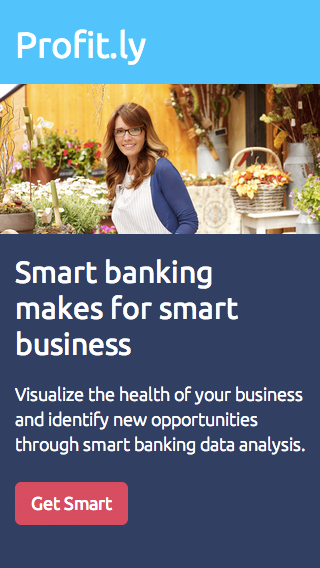 Profit.ly
Smart banking
makes for smart
business
Visualize the health of your business
and identify new opportunities
through smart banking data analysis.
Get Smart